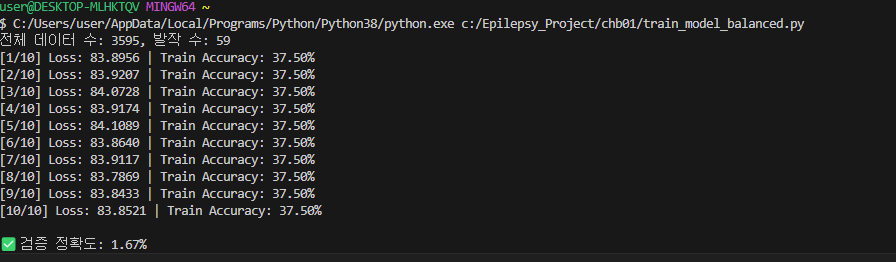 user@DESKTOP-MLHKTQV MINGW64 ~
$ C:/Users/user/AppData/Local/Programs/Python/Python38/python.exe c:/Epilepsy_Project/chb01/train_model_balanced.py
전체 데이터 수: 3595, 발작 수: 59
[1/10] Loss: 83.8956 | Train Accuracy: 37.50%
[2/10] Loss: 83.9207 | Train Accuracy: 37.50%
[3/10] Loss: 84.0728 | Train Accuracy: 37.50%
[4/10] Loss: 83.9174 | Train Accuracy: 37.50%
[5/10] Loss: 84.1089 | Train Accuracy: 37.50%
[6/10] Loss: 83.8640 | Train Accuracy: 37.50%
[7/10] Loss: 83.9117 | Train Accuracy: 37.50%
[8/10] Loss: 83.7869 | Train Accuracy: 37.50%
[9/10] Loss: 83.8433 | Train Accuracy: 37.50%
[10/10] Loss: 83.8521 | Train Accuracy: 37.50%
✅ 검증 정확도: 1.67%